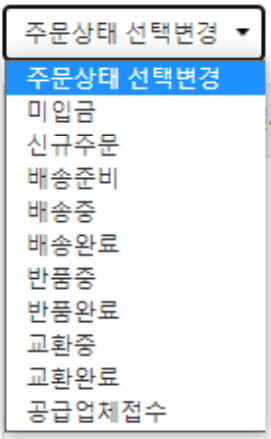 주문상태 선택변경
주문상태 선택변경
미입금
신규주문
배송준비
배송중
배송완료
반품중
반품완료
교환중
교환완료
공급업체접수